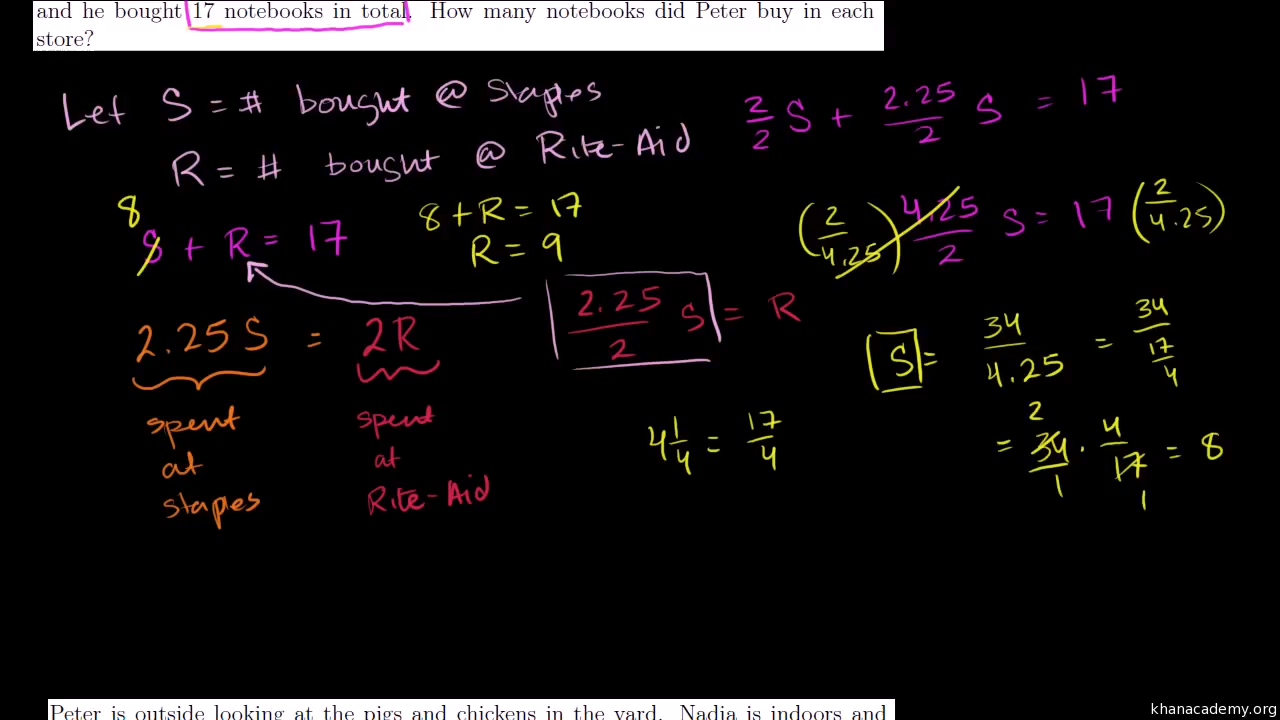 and he bought 17 notebooks in total. How many notebooks did Peter buy in each
store?
Let S = # bought @ Staples
R = # bought @ Rite-Aid
8
S + R = 17
8 + R = 17
R = 9
2.25 S = 2R
spent
at
staples
spent
at
Rite-Aid
2.25/2 S = R
2/2 S + 2.25/2 S = 17
(2/4.25) 4.25/2 S = 17 (2/4.25)
S = 34/4.25 = 34/(17/4)
4 1/4 = 17/4
2
= 34/1 · 4/17 = 8
1
Peter is outside looking at the pigs and chickens in the yard. Nadia is indoors and
khanacademy.org